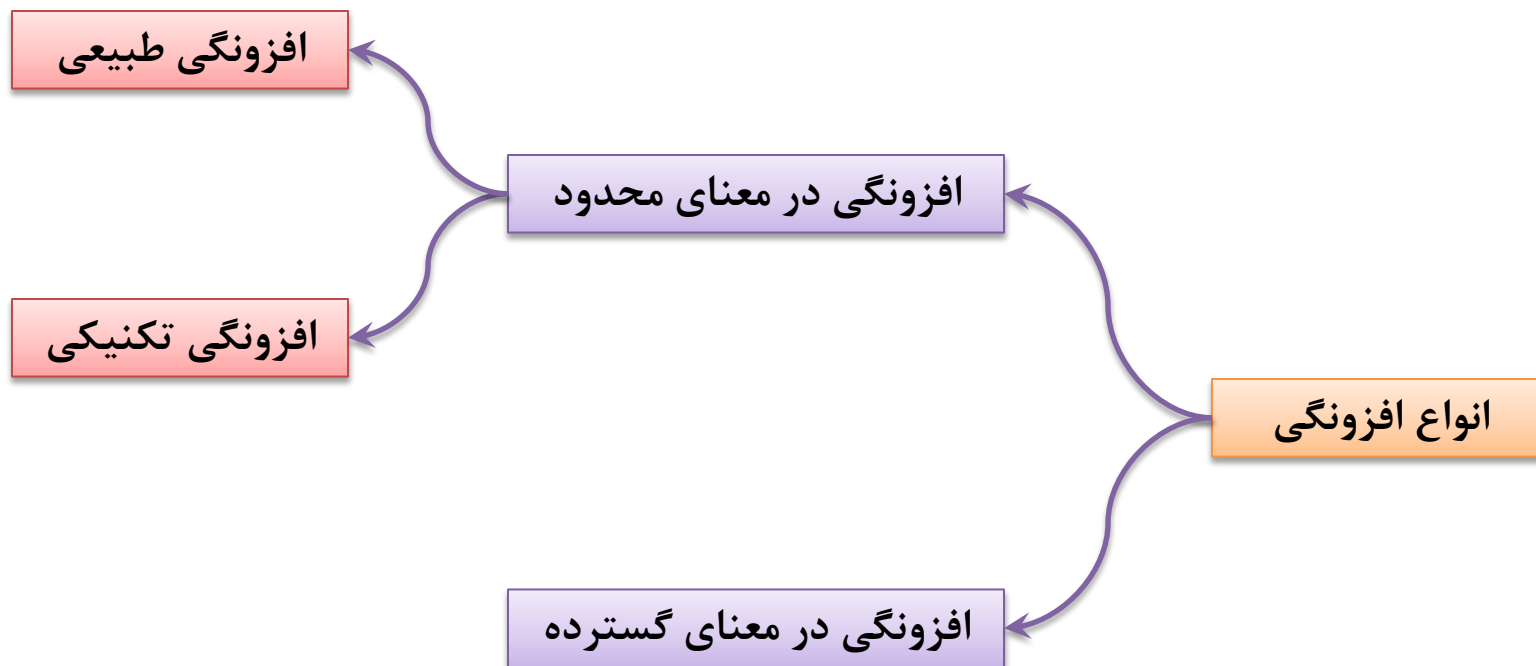 انواع افزونگی
افزونگی در معنای محدود
افزونگی طبیعی
افزونگی تکنیکی
افزونگی در معنای گسترده